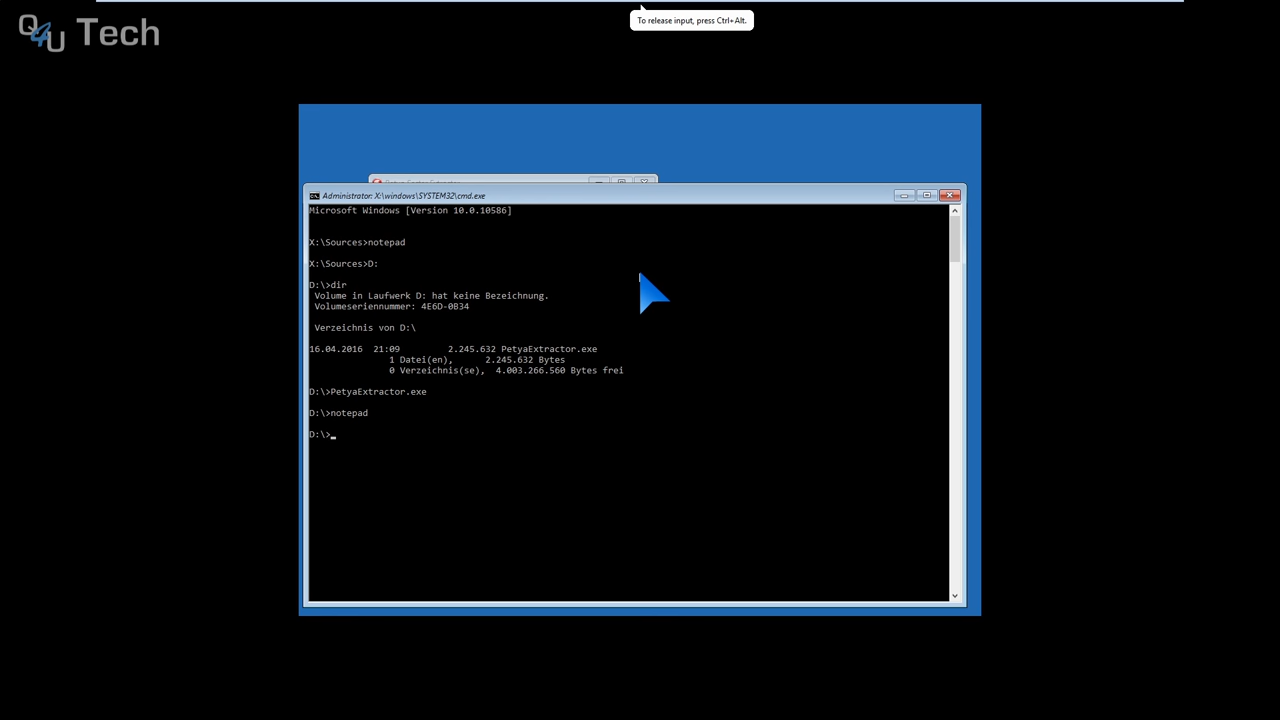 Q4U Tech
To release input, press Ctrl+Alt.
Administrator: X:\windows\SYSTEM32\cmd.exe
Microsoft Windows [Version 10.0.10586]
X:\Sources>notepad
X:\Sources>D:
D:\>dir
Volume in Laufwerk D: hat keine Bezeichnung.
Volumeseriennummer: 4E6D-0B34
Verzeichnis von D:\
16.04.2016  21:09         2.245.632 PetyaExtractor.exe
1 Datei(en),      2.245.632 Bytes
0 Verzeichnis(se),  4.003.266.560 Bytes frei
D:\>PetyaExtractor.exe
D:\>notepad
D:\>_